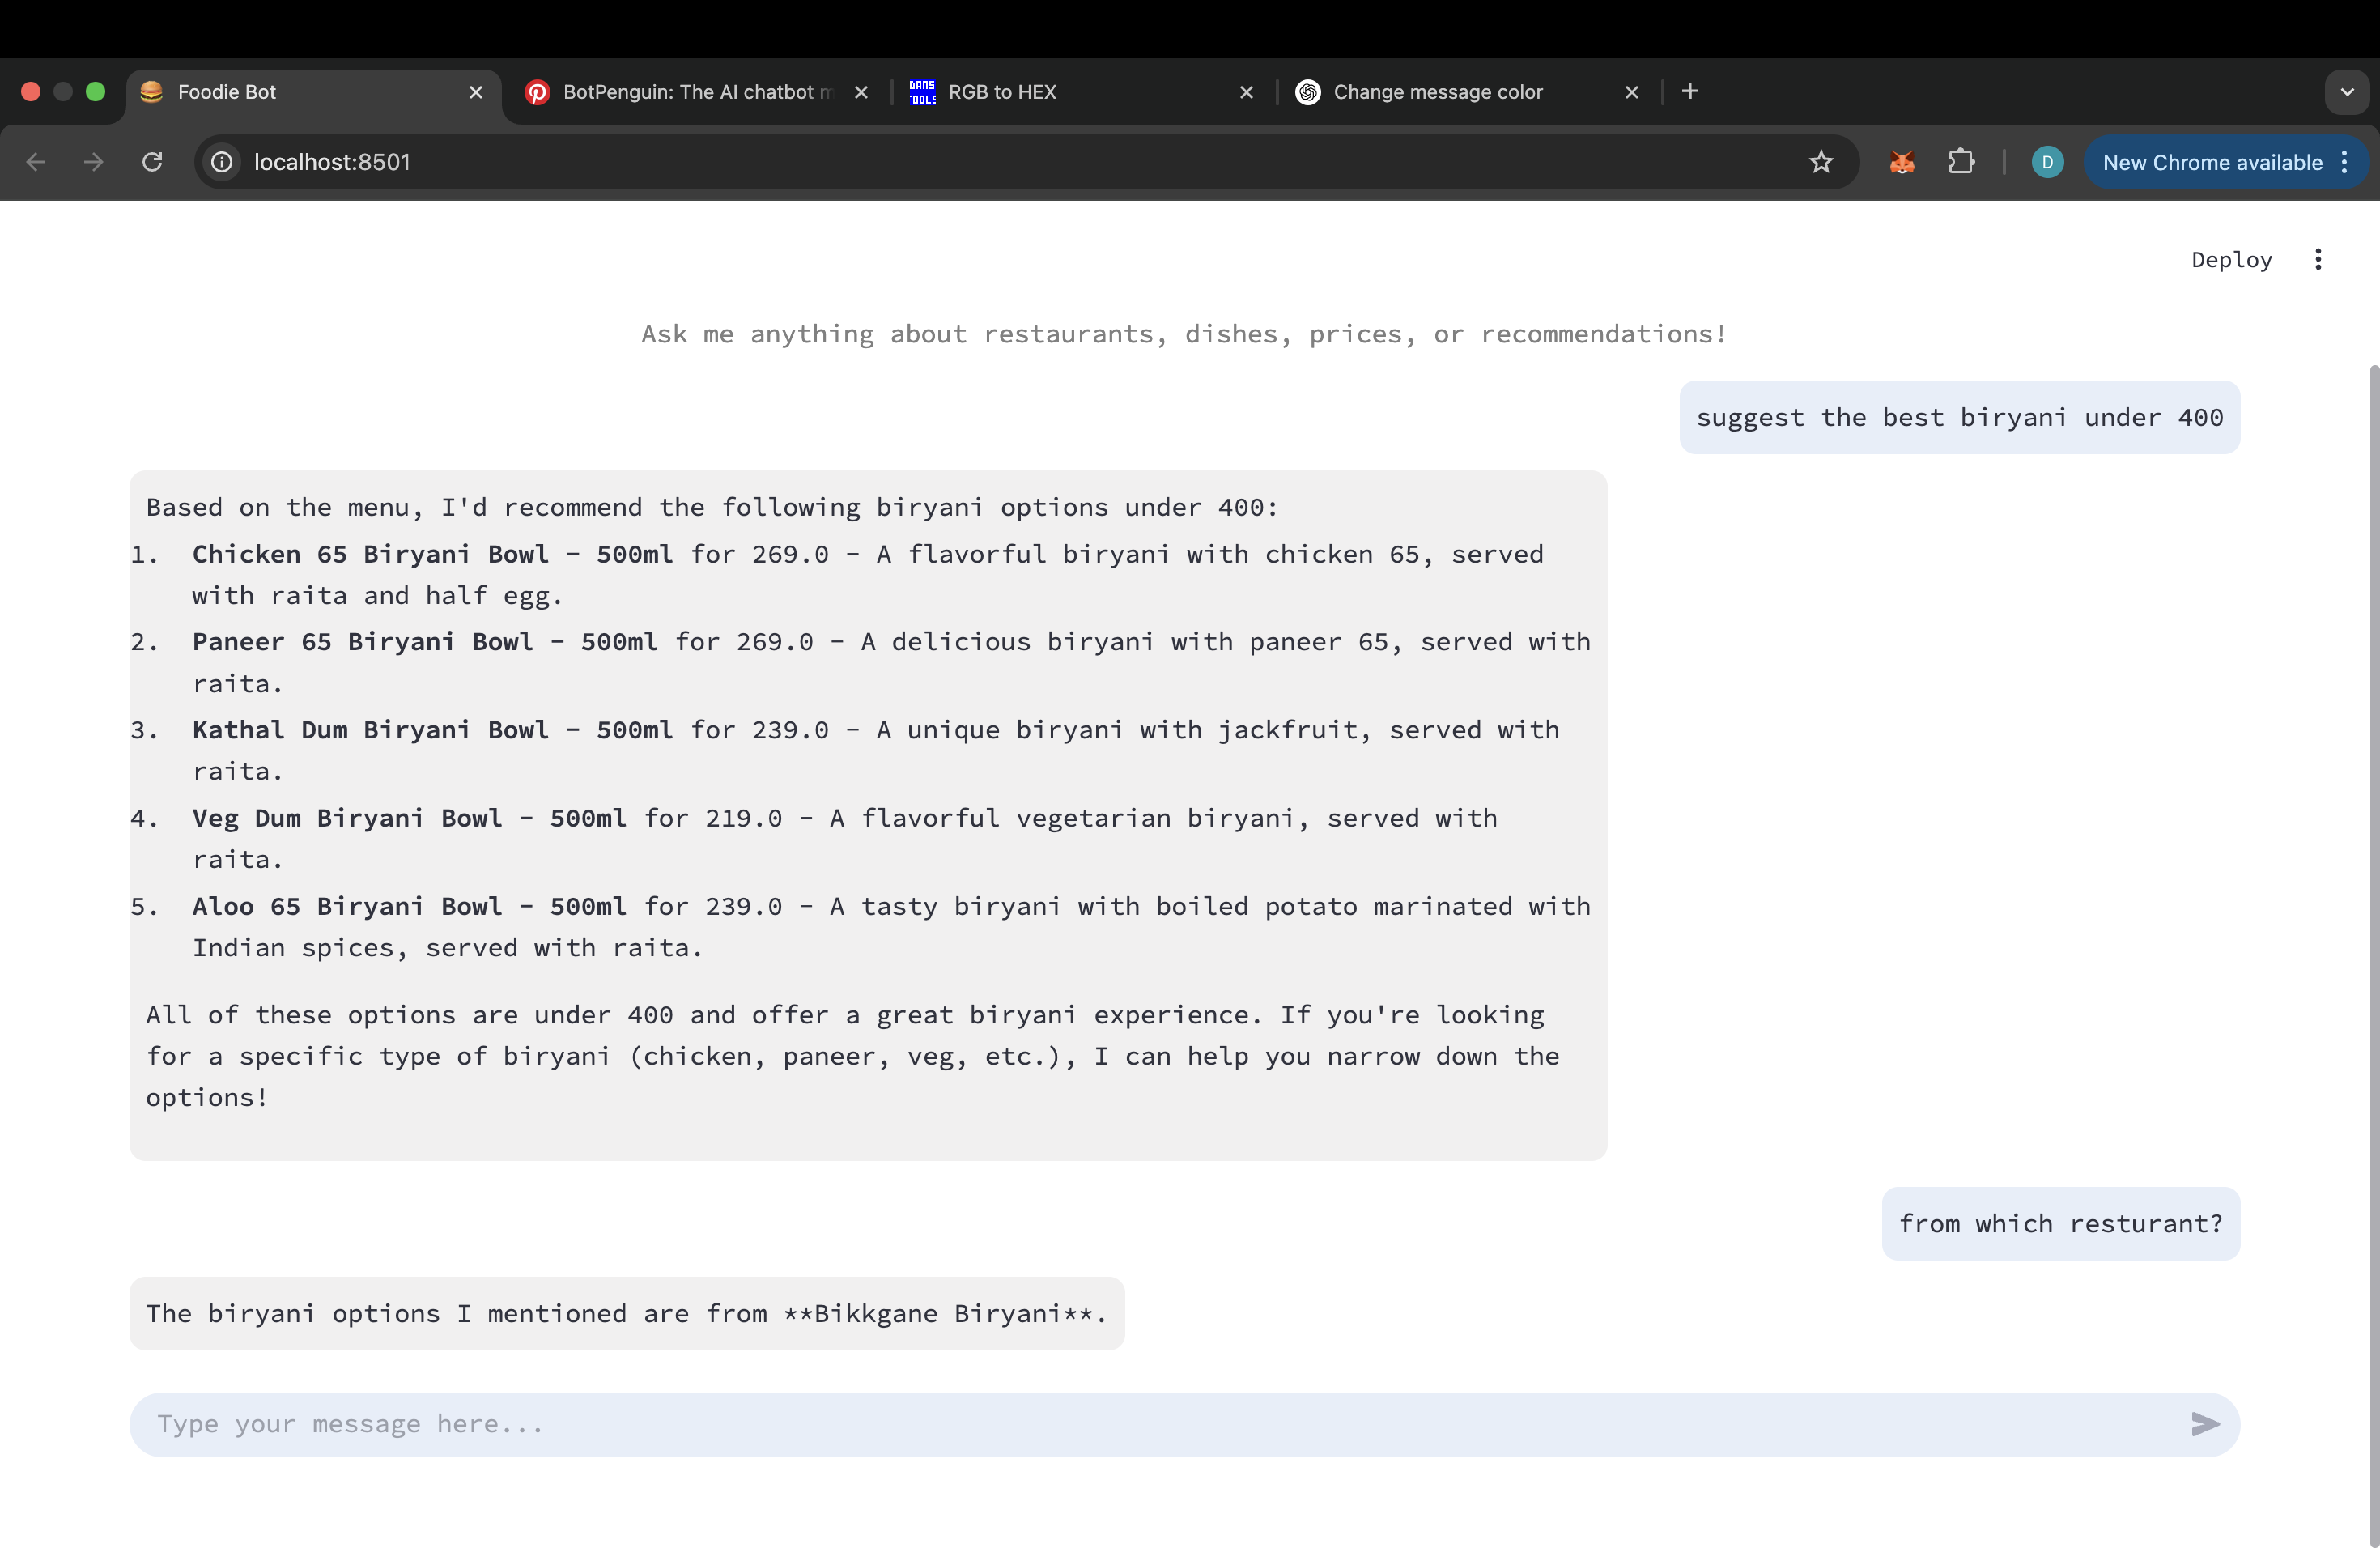 Foodie Bot
BotPenguin: The AI chatbot m
DANS TOOLS
RGB to HEX
Change message color
localhost:8501
D
New Chrome available
Deploy
Ask me anything about restaurants, dishes, prices, or recommendations!
suggest the best biryani under 400
Based on the menu, I'd recommend the following biryani options under 400:
1. Chicken 65 Biryani Bowl - 500ml for 269.0 - A flavorful biryani with chicken 65, served
with raita and half egg.
2. Paneer 65 Biryani Bowl - 500ml for 269.0 - A delicious biryani with paneer 65, served with
raita.
3. Kathal Dum Biryani Bowl - 500ml for 239.0 - A unique biryani with jackfruit, served with
raita.
4. Veg Dum Biryani Bowl - 500ml for 219.0 - A flavorful vegetarian biryani, served with
raita.
5. Aloo 65 Biryani Bowl - 500ml for 239.0 - A tasty biryani with boiled potato marinated with
Indian spices, served with raita.
All of these options are under 400 and offer a great biryani experience. If you're looking
for a specific type of biryani (chicken, paneer, veg, etc.), I can help you narrow down the
options!
from which resturant?
The biryani options I mentioned are from **Bikkgane Biryani**.
Type your message here...